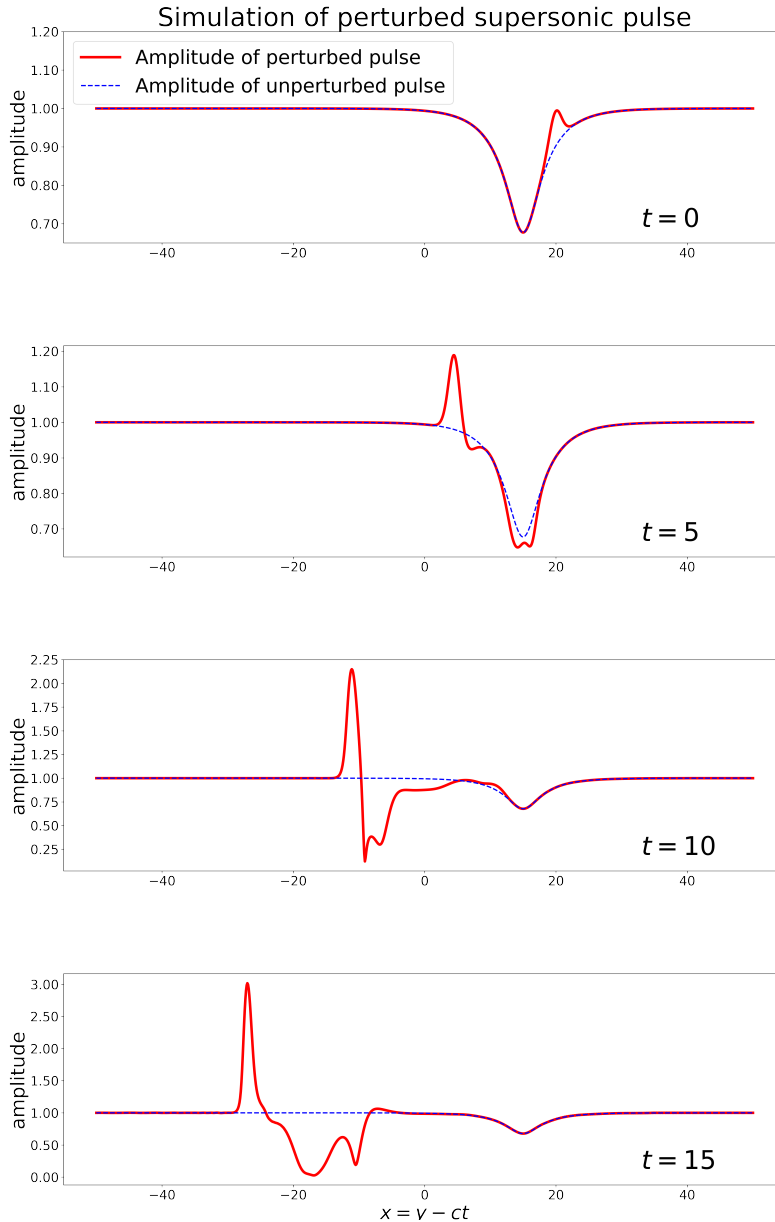 Simulation of perturbed supersonic pulse
1.20
Amplitude of perturbed pulse
Amplitude of unperturbed pulse
1.10
1.00
0.90
0.80
0.70
amplitude
t = 0
−40 −20 0 20 40
1.20
1.10
1.00
0.90
0.80
0.70
amplitude
t = 5
−40 −20 0 20 40
2.25
2.00
1.75
1.50
1.25
1.00
0.75
0.50
0.25
amplitude
t = 10
−40 −20 0 20 40
3.00
2.50
2.00
1.50
1.00
0.50
0.00
amplitude
t = 15
−40 −20 0 20 40
x = y − ct